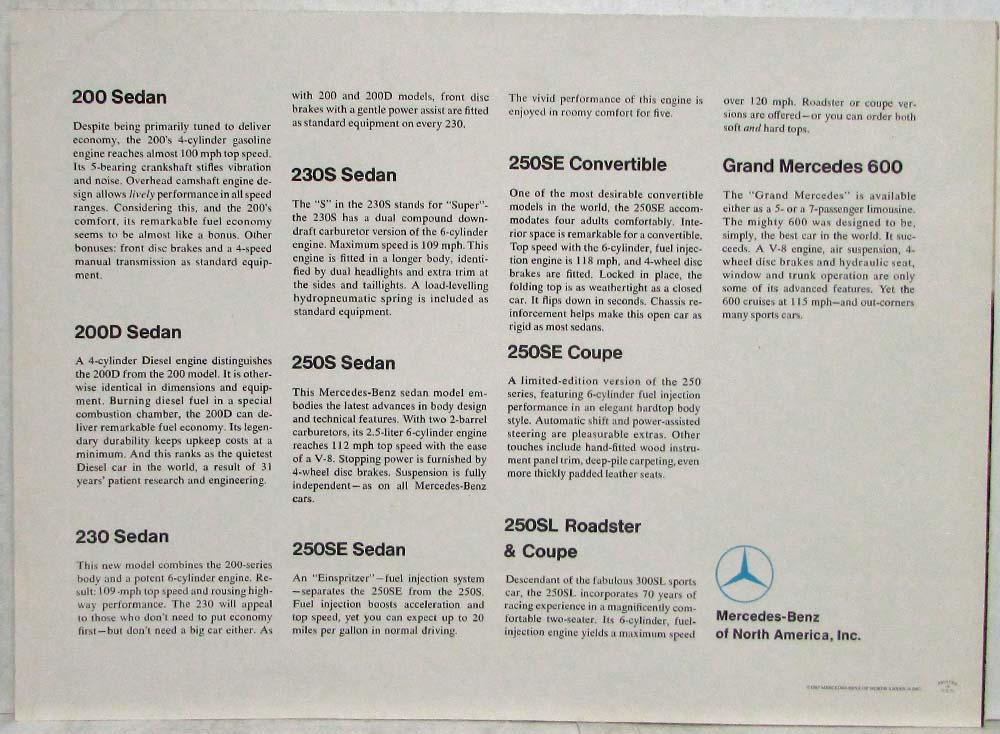 200 Sedan
Despite being primarily tuned to deliver
economy, the 200's 4-cylinder gasoline
engine reaches almost 100 mph top speed.
Its 5-bearing crankshaft stifles vibration
and noise. Overhead camshaft engine de-
sign allows lively performance in all speed
ranges. Considering this, and the 200's
comfort, its remarkable fuel economy
seems to be almost like a bonus. Other
bonuses: front disc brakes and a 4-speed
manual transmission as standard equip-
ment.
200D Sedan
A 4-cylinder Diesel engine distinguishes
the 200D from the 200 model. It is other-
wise identical in dimensions and equip-
ment. Burning diesel fuel in a special
combustion chamber, the 200D can de-
liver remarkable fuel economy. Its legen-
dary durability keeps upkeep costs at a
minimum. And this ranks as the quietest
Diesel car in the world, a result of 31
years' patient research and engineering.
230 Sedan
This new model combines the 200-series
body and a potent 6-cylinder engine. Re-
sult: 109-mph top speed and rousing high-
way performance. The 230 will appeal
to those who don't need to put economy
first—but don't need a big car either. As
with 200 and 200D models, front disc
brakes with a gentle power assist are fitted
as standard equipment on every 230.
230S Sedan
The "S" in the 230S stands for "Super"-
the 230S has a dual compound down-
draft carburetor version of the 6-cylinder
engine. Maximum speed is 109 mph. This
engine is fitted in a longer body, identi-
fied by dual headlights and extra trim at
the sides and taillights. A load-levelling
hydropneumatic spring is included as
standard equipment.
250S Sedan
This Mercedes-Benz sedan model em-
bodies the latest advances in body design
and technical features. With two 2-barrel
carburetors, its 2.5-liter 6-cylinder engine
reaches 112 mph top speed with the ease
of a V-8. Stopping power is furnished by
4-wheel disc brakes. Suspension is fully
independent—as on all Mercedes-Benz
cars.
250SE Sedan
An "Einspritzer"—fuel injection system
—separates the 250SE from the 250S.
Fuel injection boosts acceleration and
top speed, yet you can expect up to 20
miles per gallon in normal driving.
The vivid performance of this engine is
enjoyed in roomy comfort for five.
250SE Convertible
One of the most desirable convertible
models in the world, the 250SE accom-
modates four adults comfortably. Inte-
rior space is remarkable for a convertible.
Top speed with the 6-cylinder, fuel injec-
tion engine is 118 mph, and 4-wheel disc
brakes are fitted. Locked in place, the
folding top is as weathertight as a closed
car. It flips down in seconds. Chassis re-
inforcement helps make this open car as
rigid as most sedans.
250SE Coupe
A limited-edition version of the 250
series, featuring 6-cylinder fuel injection
performance in an elegant hardtop body
style. Automatic shift and power-assisted
steering are pleasurable extras. Other
touches include hand-fitted wood instru-
ment panel trim, deep-pile carpeting, even
more thickly padded leather seats.
250SL Roadster
& Coupe
Descendant of the fabulous 300SL sports
car, the 250SL incorporates 70 years of
racing experience in a magnificently com-
fortable two-seater. Its 6-cylinder, fuel-
injection engine yields a maximum speed
over 120 mph. Roadster or coupe ver-
sions are offered—or you can order both
soft and hard tops.
Grand Mercedes 600
The "Grand Mercedes" is available
either as a 5- or a 7-passenger limousine.
The mighty 600 was designed to be,
simply, the best car in the world. It suc-
ceeds. A V-8 engine, air suspension, 4-
wheel disc brakes and hydraulic seat,
window and trunk operation are only
some of its advanced features. Yet the
600 cruises at 115 mph—and out-corners
many sports cars.
Mercedes-Benz
of North America, Inc.
©1967 MERCEDES-BENZ OF NORTH AMERICA INC.
PRINTED
IN
U.S.A.